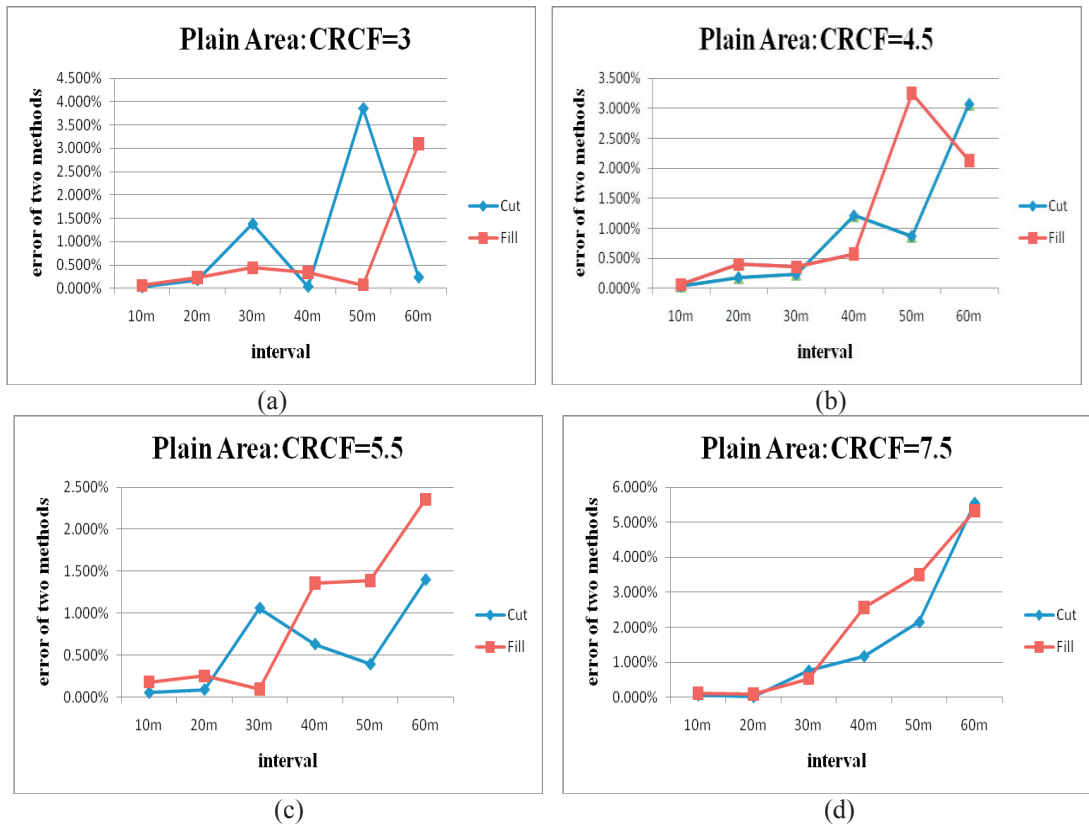 Plain Area:CRCF=3
4.500%
4.000%
3.500%
3.000%
2.500%
2.000%
1.500%
1.000%
0.500%
0.000%
error of two methods
10m 20m 30m 40m 50m 60m
interval
Cut
Fill
(a)
Plain Area:CRCF=4.5
3.500%
3.000%
2.500%
2.000%
1.500%
1.000%
0.500%
0.000%
error of two methods
10m 20m 30m 40m 50m 60m
interval
Cut
Fill
(b)
Plain Area:CRCF=5.5
2.500%
2.000%
1.500%
1.000%
0.500%
0.000%
error of two methods
10m 20m 30m 40m 50m 60m
interval
Cut
Fill
(c)
Plain Area:CRCF=7.5
6.000%
5.000%
4.000%
3.000%
2.000%
1.000%
0.000%
error of two methods
10m 20m 30m 40m 50m 60m
interval
Cut
Fill
(d)